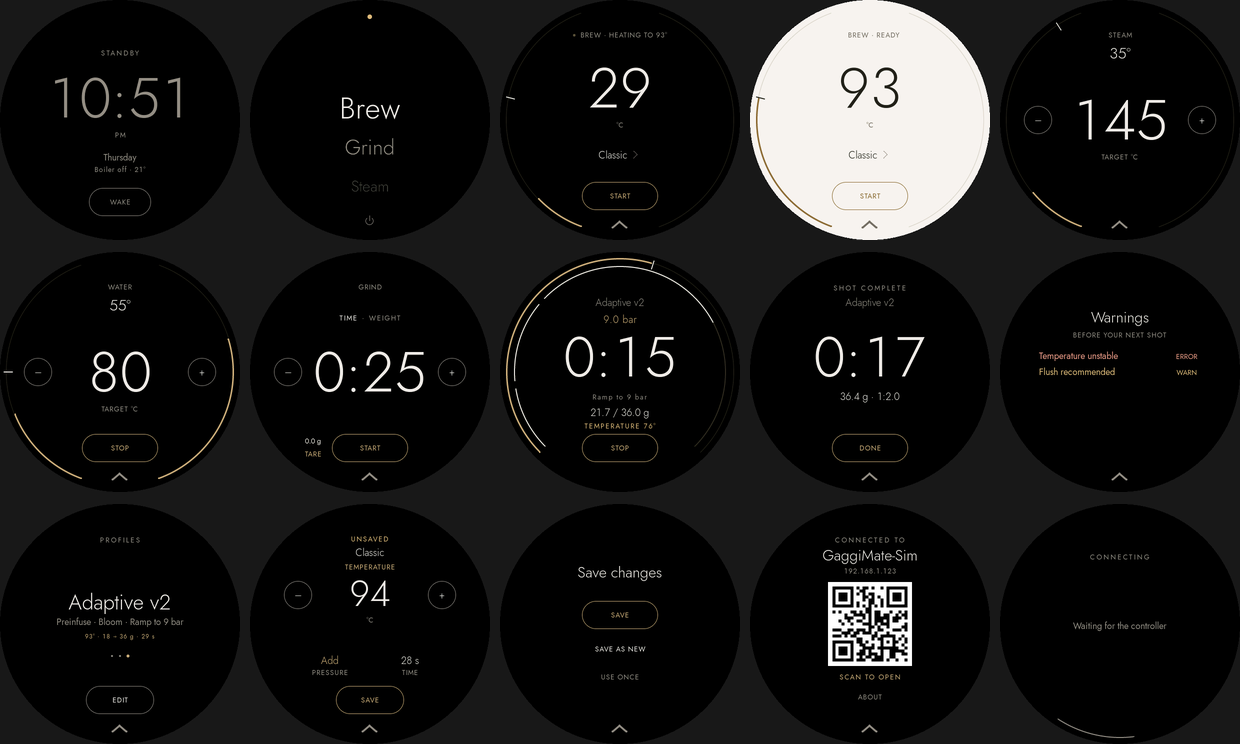 STANDBY
10:51
PM
Thursday
Boiler off · 21°
WAKE
Brew
Grind
Steam
+ BREW · HEATING TO 93°
29
°C
Classic
START
BREW · READY
93
°C
Classic
START
STEAM
35°
–
145
+
TARGET °C
WATER
55°
–
80
+
TARGET °C
STOP
GRIND
TIME · WEIGHT
–
0:25
+
0.0 g
TARE
START
Adaptive v2
9.0 bar
0:15
Ramp to 9 bar
21.7 / 36.0 g
TEMPERATURE 76°
STOP
SHOT COMPLETE
Adaptive v2
0:17
36.4 g · 1:2.0
DONE
Warnings
BEFORE YOUR NEXT SHOT
Temperature unstable ERROR
Flush recommended WARN
PROFILES
Adaptive v2
Preinfuse · Bloom · Ramp to 9 bar
93° · 18 – 36 g · 29 s
EDIT
UNSAVED
Classic
TEMPERATURE
–
94
+
°C
Add
PRESSURE
28 s
TIME
SAVE
Save changes
SAVE
SAVE AS NEW
USE ONCE
CONNECTED TO
GaggiMate-Sim
192.168.1.123
SCAN TO OPEN
ABOUT
CONNECTING
Waiting for the controller